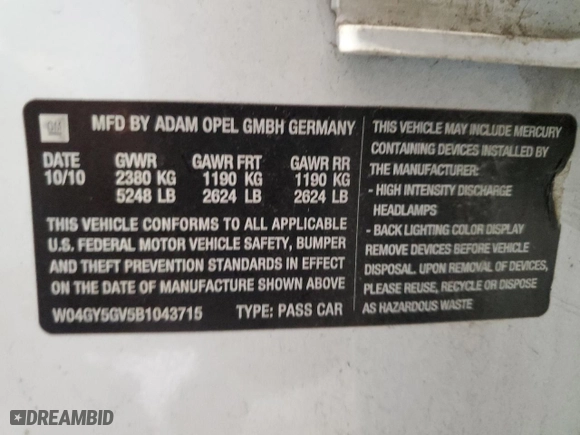 GM
MFD BY ADAM OPEL GMBH GERMANY
DATE GVWR GAWR FRT GAWR RR
10/10 2380 KG 1190 KG 1190 KG
5248 LB 2624 LB 2624 LB
THIS VEHICLE CONFORMS TO ALL APPLICABLE
U.S. FEDERAL MOTOR VEHICLE SAFETY, BUMPER
AND THEFT PREVENTION STANDARDS IN EFFECT
ON THE DATE OF MANUFACTURE SHOWN ABOVE
W04GY5GV5B1043715 TYPE: PASS CAR
THIS VEHICLE MAY INCLUDE MERCURY
CONTAINING DEVICES INSTALLED BY
THE MANUFACTURER:
- HIGH INTENSITY DISCHARGE
HEADLAMPS
- BACK LIGHTING COLOR DISPLAY
REMOVE DEVICES BEFORE VEHICLE
DISPOSAL. UPON REMOVAL OF DEVICES,
PLEASE REUSE, RECYCLE OR DISPOSE
AS HAZARDOUS WASTE
DREAMBID